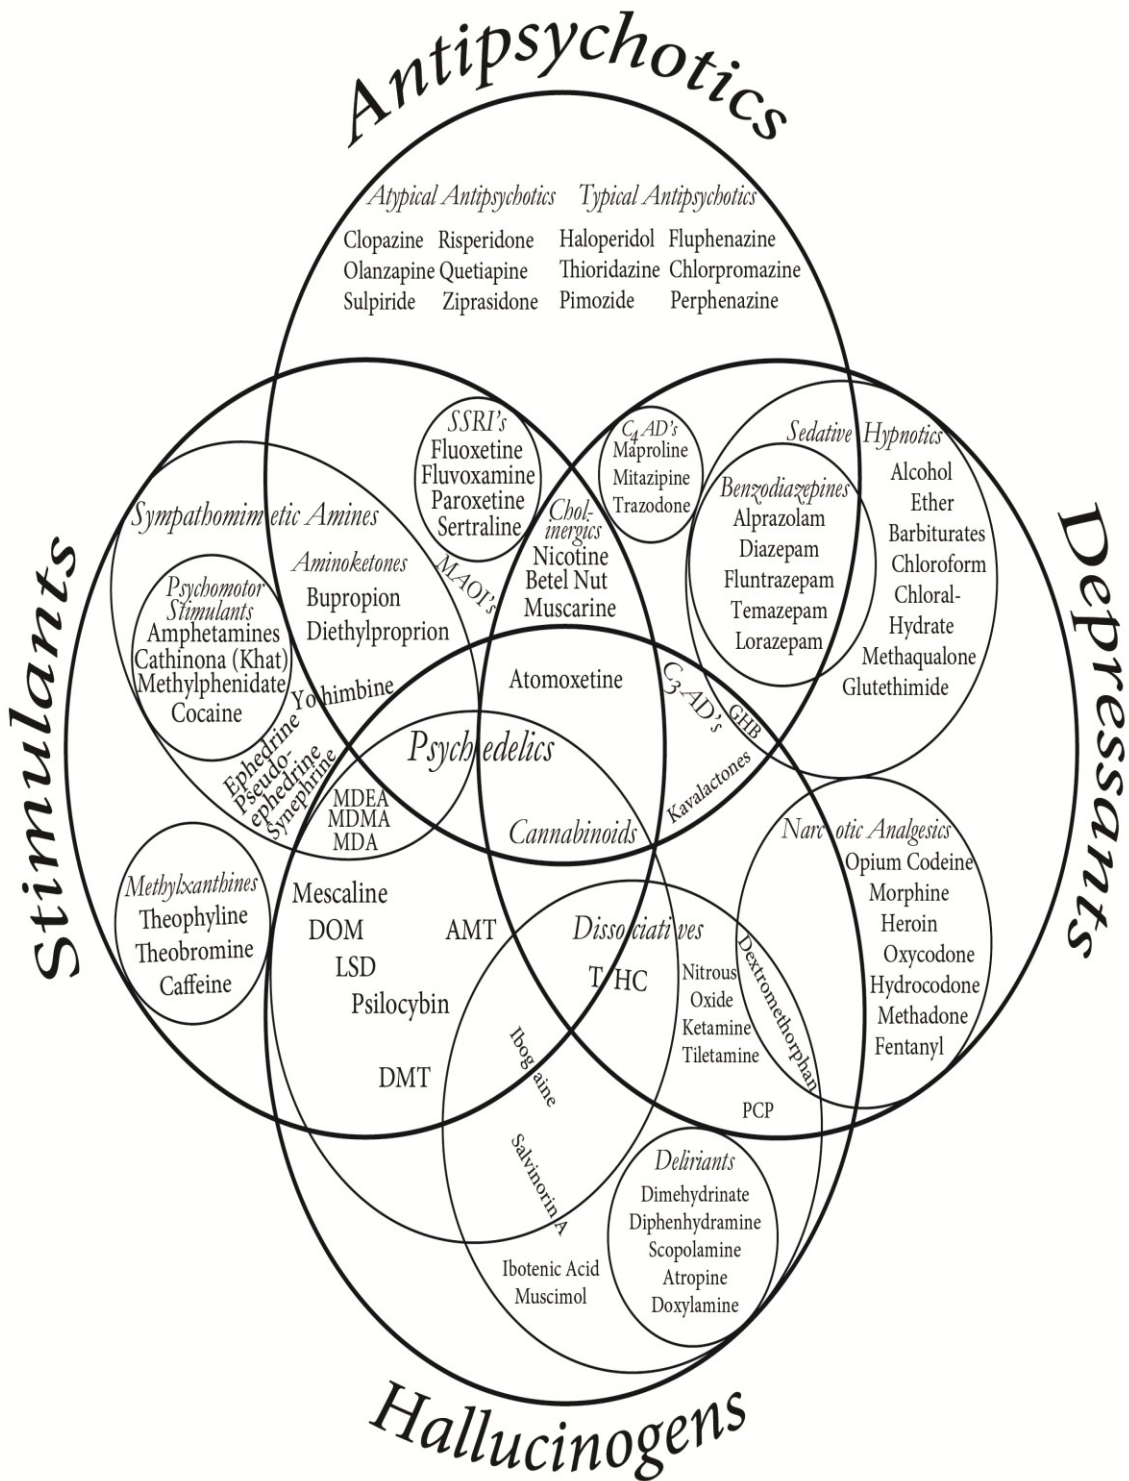 Antipsychotics
Atypical Antipsychotics
Clopazine Risperidone
Olanzapine Quetiapine
Sulpiride Ziprasidone
Typical Antipsychotics
Haloperidol Fluphenazine
Thioridazine Chlorpromazine
Pimozide Perphenazine
Stimulants
Sympathomimetic Amines
Psychomotor
Stimulants
Amphetamines
Cathinona (Khat)
Methylphenidate
Cocaine
Aminoketones
Bupropion
Diethylproprion
SSRI's
Fluoxetine
Fluvoxamine
Paroxetine
Sertraline
MAOI's
Yohimbine
Ephedrine
Pseudo-
ephedrine
Synephrine
Methylxanthines
Theophyline
Theobromine
Caffeine
Chol-
inergics
Nicotine
Betel Nut
Muscarine
Atomoxetine
C4 AD's
Maproline
Mitazipine
Trazodone
Depressants
Sedative Hypnotics
Alcohol
Ether
Barbiturates
Chloroform
Chloral-
Hydrate
Methaqualone
Glutethimide
Benzodiazepines
Alprazolam
Diazepam
Fluntrazepam
Temazepam
Lorazepam
C3 AD's
GHB
Kavalactones
Narcotic Analgesics
Opium Codeine
Morphine
Heroin
Oxycodone
Hydrocodone
Methadone
Fentanyl
Psychedelics
MDEA
MDMA
MDA
Cannabinoids
Mescaline
DOM
AMT
LSD
Psilocybin
DMT
Dissociatives
THC
Nitrous
Oxide
Ketamine
Tiletamine
Dextromethorphan
PCP
Ibogaine
Salvinorin A
Ibotenic Acid
Muscimol
Deliriants
Dimehydrinate
Diphenhydramine
Scopolamine
Atropine
Doxylamine
Hallucinogens